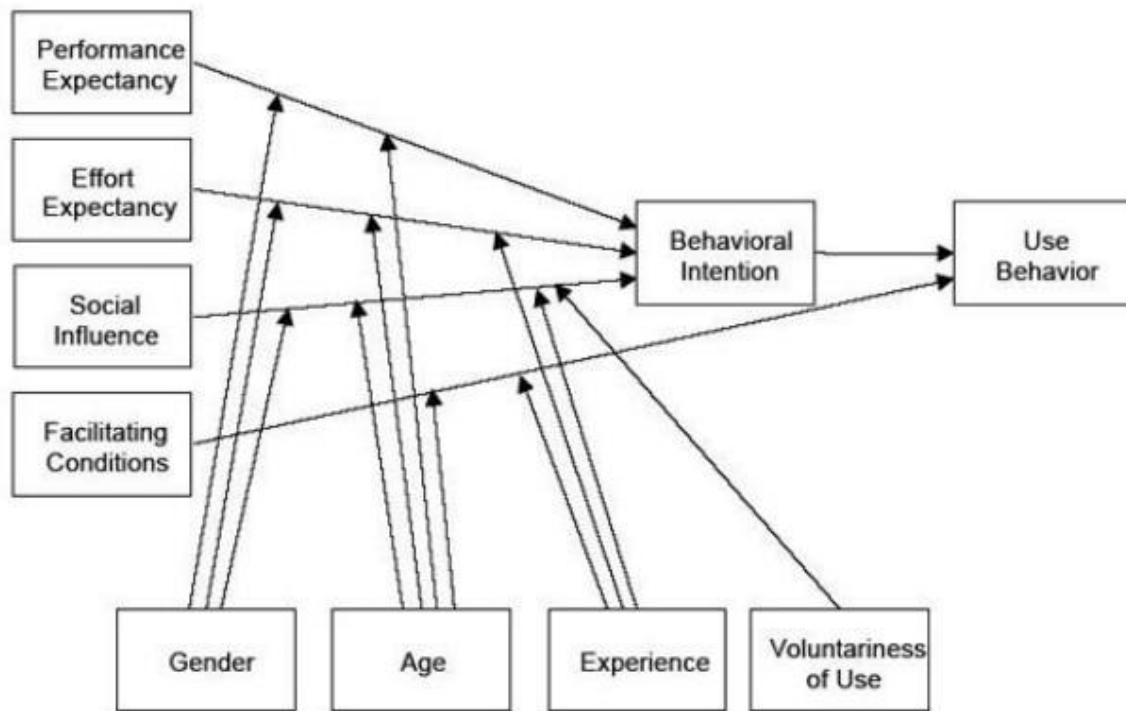 Performance
Expectancy
Effort
Expectancy
Social
Influence
Facilitating
Conditions
Behavioral
Intention
Use
Behavior
Gender
Age
Experience
Voluntariness
of Use